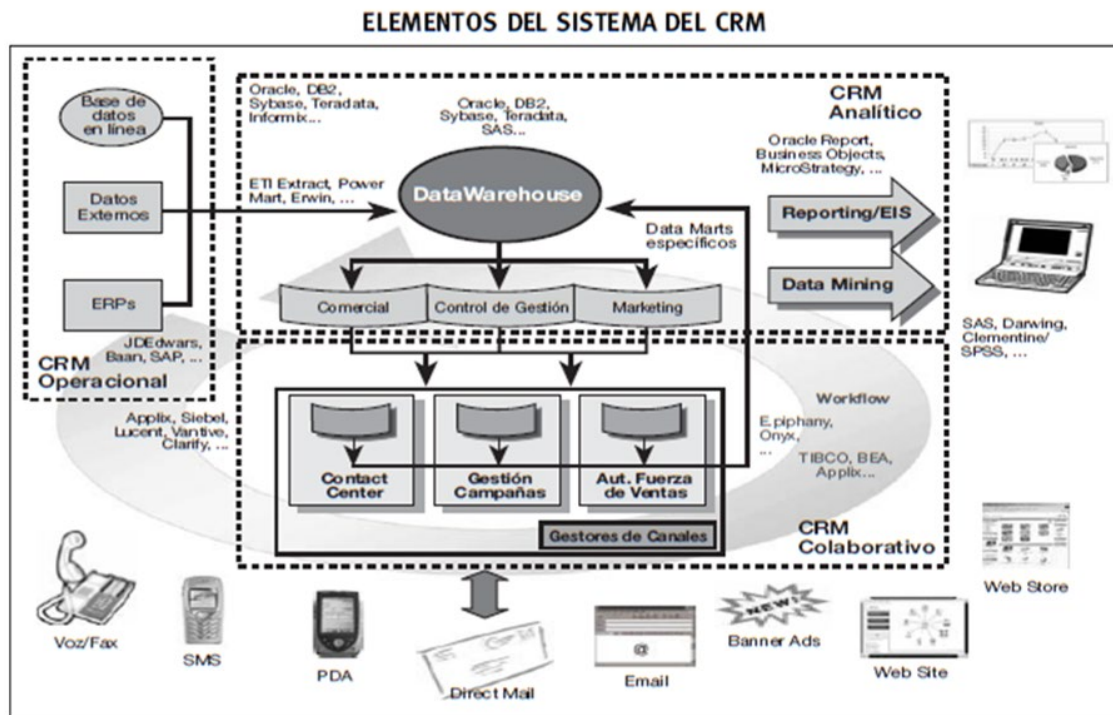 ELEMENTOS DEL SISTEMA DEL CRM
Base de
datos
en línea
Datos
Externos
ERPs
JDEdwars,
Baan, SAP, ...
CRM
Operacional
Oracle, DB2,
Sybase, Teradata,
Informix...
Oracle, DB2,
Sybase, Teradata,
SAS...
CRM
Analítico
Oracle Report,
Business Objects,
MicroStrategy, ...
ETI Extract, Power
Mart, Erwin, ...
DataWarehouse
Data Marts
específicos
Reporting/EIS
Data Mining
Comercial
Control de Gestión
Marketing
SAS, Darwing,
Clementine/
SPSS, ...
Applix, Siebel,
Lucent, Vantive,
Clarify, ...
Contact
Center
Gestión
Campañas
Aut. Fuerza
de Ventas
Gestores de Canales
E.piphany,
Onyx,
...
Workflow
TIBCO, BEA,
Applix...
CRM
Colaborativo
Voz/Fax
SMS
PDA
Direct Mail
@
Email
NEW!
Banner Ads
Web Site
Web Store